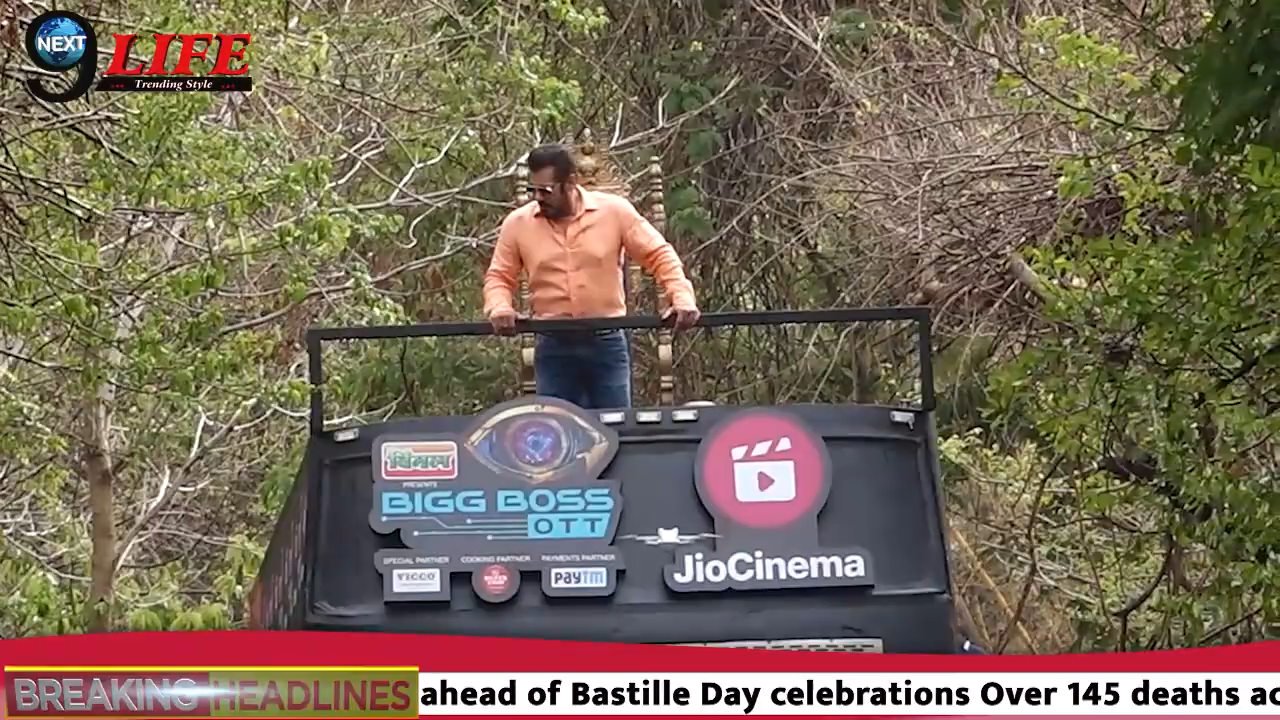 9 NEXT
LIFE
Trending Style
विमल
PRESENTS
BIGG BOSS
OTT
SPECIAL PARTNER
COOKING PARTNER
PAYMENTS PARTNER
VICCO
PAYTM
JioCinema
BREAKING HEADLINES
ahead of Bastille Day celebrations Over 145 deaths ac